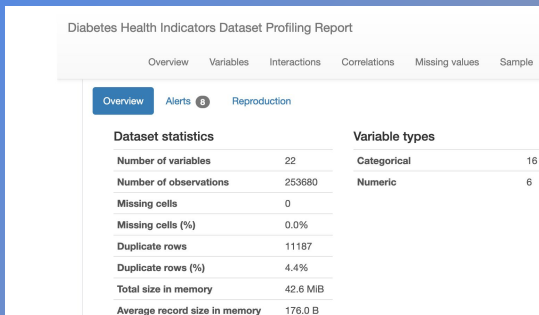 Diabetes Health Indicators Dataset Profiling Report
Overview Variables Interactions Correlations Missing values Sample
Overview Alerts 8 Reproduction
Dataset statistics
Number of variables 22
Number of observations 253680
Missing cells 0
Missing cells (%) 0.0%
Duplicate rows 11187
Duplicate rows (%) 4.4%
Total size in memory 42.6 MiB
Average record size in memory 176.0 B
Variable types
Categorical 16
Numeric 6